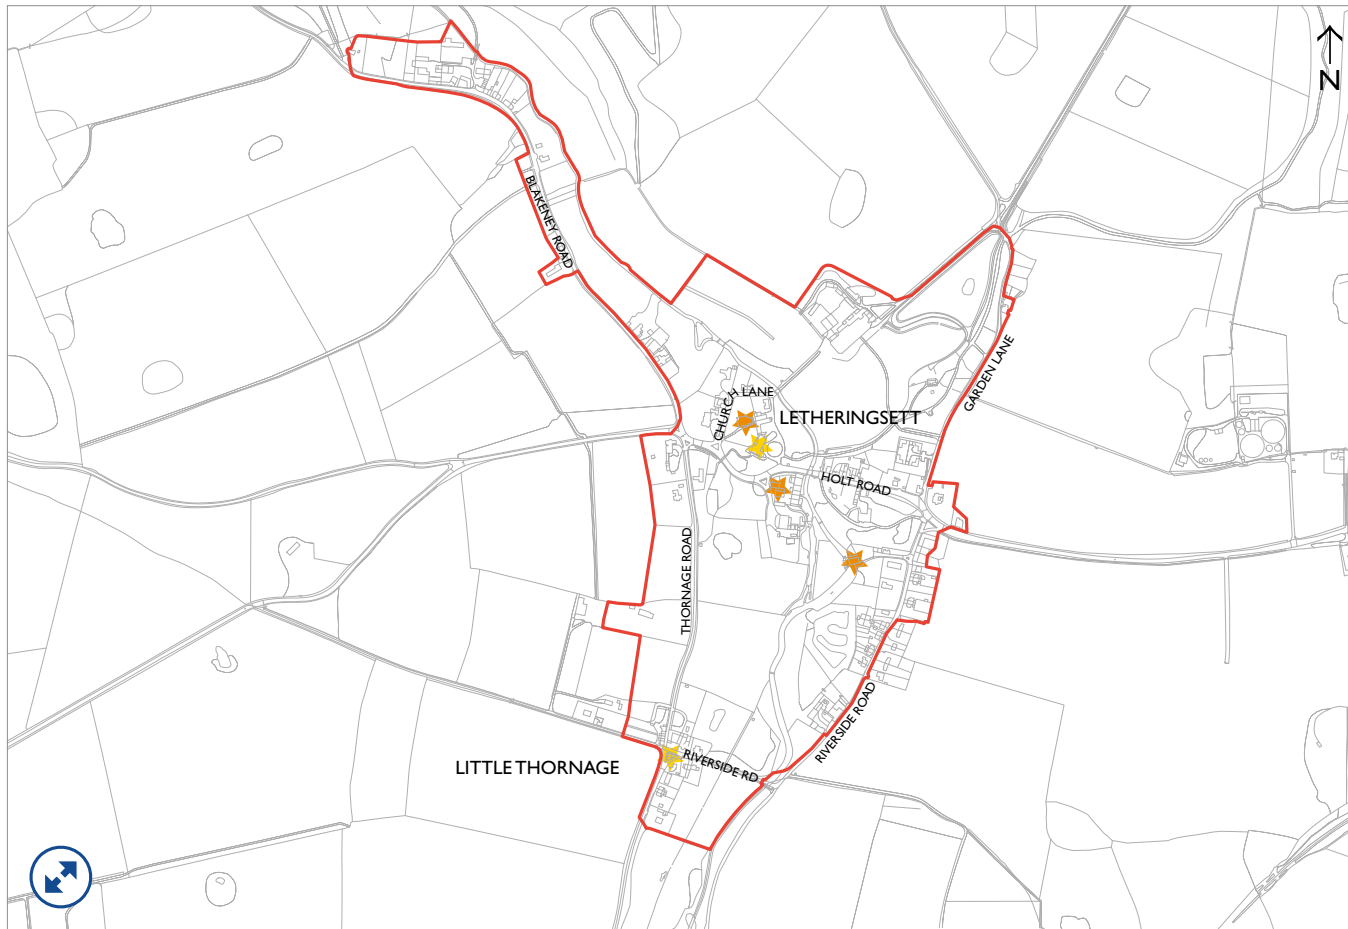 N
BLAKENEY ROAD
GARDEN LANE
CHURCH LANE
LETHERINGSETT
HOLT ROAD
THORNAGE ROAD
RIVERSIDE ROAD
RIVERSIDE RD
LITTLE THORNAGE